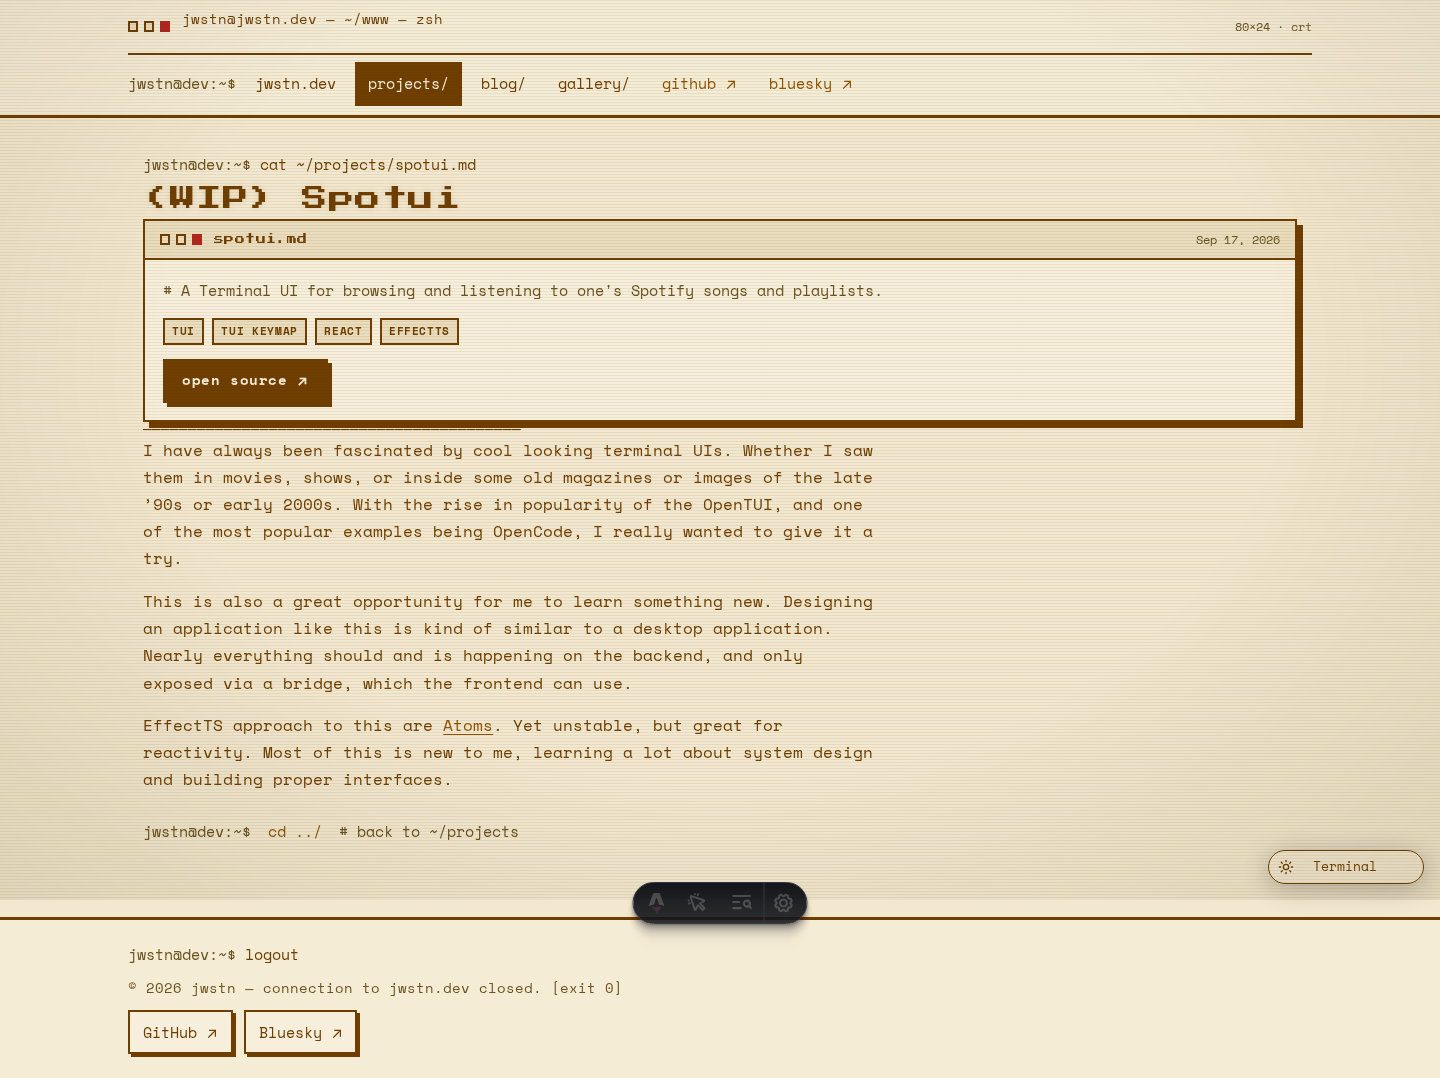 jwstn@jwstn.dev — ~/www — zsh
80×24 · crt
jwstn@dev:~$ jwstn.dev projects/ blog/ gallery/ github ↗ bluesky ↗
jwstn@dev:~$ cat ~/projects/spotui.md
(WIP) Spotui
spotui.md
Sep 17, 2026
# A Terminal UI for browsing and listening to one's Spotify songs and playlists.
TUI TUI KEYMAP REACT EFFECTTS
open source ↗
I have always been fascinated by cool looking terminal UIs. Whether I saw
them in movies, shows, or inside some old magazines or images of the late
’90s or early 2000s. With the rise in popularity of the OpenTUI, and one
of the most popular examples being OpenCode, I really wanted to give it a
try.
This is also a great opportunity for me to learn something new. Designing
an application like this is kind of similar to a desktop application.
Nearly everything should and is happening on the backend, and only
exposed via a bridge, which the frontend can use.
EffectTS approach to this are Atoms. Yet unstable, but great for
reactivity. Most of this is new to me, learning a lot about system design
and building proper interfaces.
jwstn@dev:~$ cd ../ # back to ~/projects
Terminal
jwstn@dev:~$ logout
© 2026 jwstn — connection to jwstn.dev closed. [exit 0]
GitHub ↗ Bluesky ↗